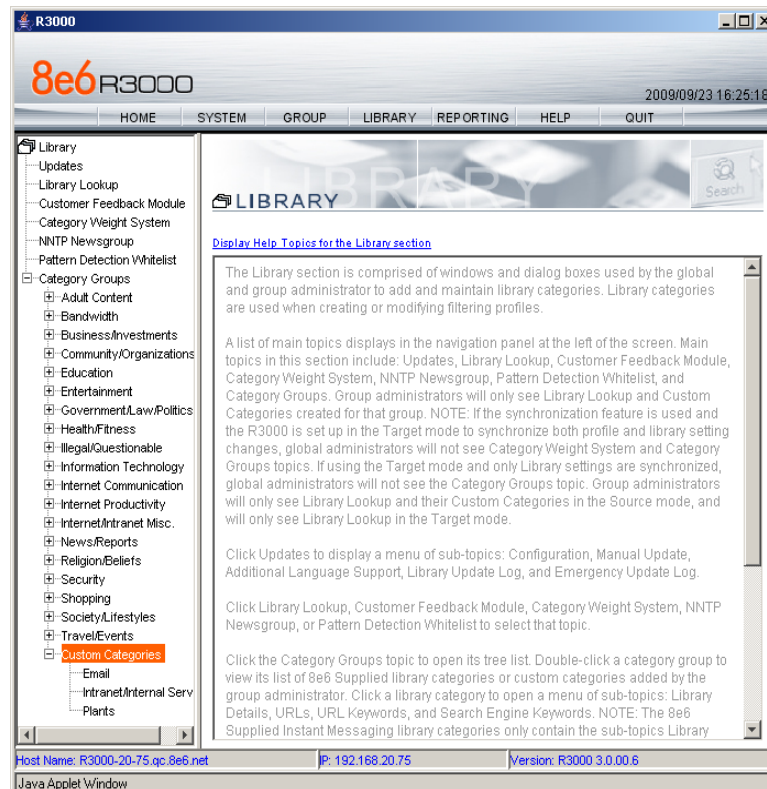 R3000
8e6 R3000
2009/09/23 16:25:18
HOME SYSTEM GROUP LIBRARY REPORTING HELP QUIT
Library
Updates
Library Lookup
Customer Feedback Module
Category Weight System
NNTP Newsgroup
Pattern Detection Whitelist
Category Groups
Adult Content
Bandwidth
Business/Investments
Community/Organizations
Education
Entertainment
Government/Law/Politics
Health/Fitness
Illegal/Questionable
Information Technology
Internet Communication
Internet Productivity
Internet/Intranet Misc.
News/Reports
Religion/Beliefs
Security
Shopping
Society/Lifestyles
Travel/Events
Custom Categories
Email
Intranet/Internal Serv
Plants
LIBRARY
LIBRARY
Search
Display Help Topics for the Library section
The Library section is comprised of windows and dialog boxes used by the global
and group administrator to add and maintain library categories. Library categories
are used when creating or modifying filtering profiles.
A list of main topics displays in the navigation panel at the left of the screen. Main
topics in this section include: Updates, Library Lookup, Customer Feedback Module,
Category Weight System, NNTP Newsgroup, Pattern Detection Whitelist, and
Category Groups. Group administrators will only see Library Lookup and Custom
Categories created for that group. NOTE: If the synchronization feature is used and
the R3000 is set up in the Target mode to synchronize both profile and library setting
changes, global administrators will not see Category Weight System and Category
Groups topics. If using the Target mode and only Library settings are synchronized,
global administrators will not see the Category Groups topic. Group administrators
will only see Library Lookup and their Custom Categories in the Source mode, and
will only see Library Lookup in the Target mode.
Click Updates to display a menu of sub-topics: Configuration, Manual Update,
Additional Language Support, Library Update Log, and Emergency Update Log.
Click Library Lookup, Customer Feedback Module, Category Weight System, NNTP
Newsgroup, or Pattern Detection Whitelist to select that topic.
Click the Category Groups topic to open its tree list. Double-click a category group to
view its list of 8e6 Supplied library categories or custom categories added by the
group administrator. Click a library category to open a menu of sub-topics: Library
Details, URLs, URL Keywords, and Search Engine Keywords. NOTE: The 8e6
Supplied Instant Messaging library categories only contain the sub-topics Library
Host Name: R3000-20-75.qc.8e6.net IP: 192.168.20.75 Version: R3000 3.0.00.6
Java Applet Window